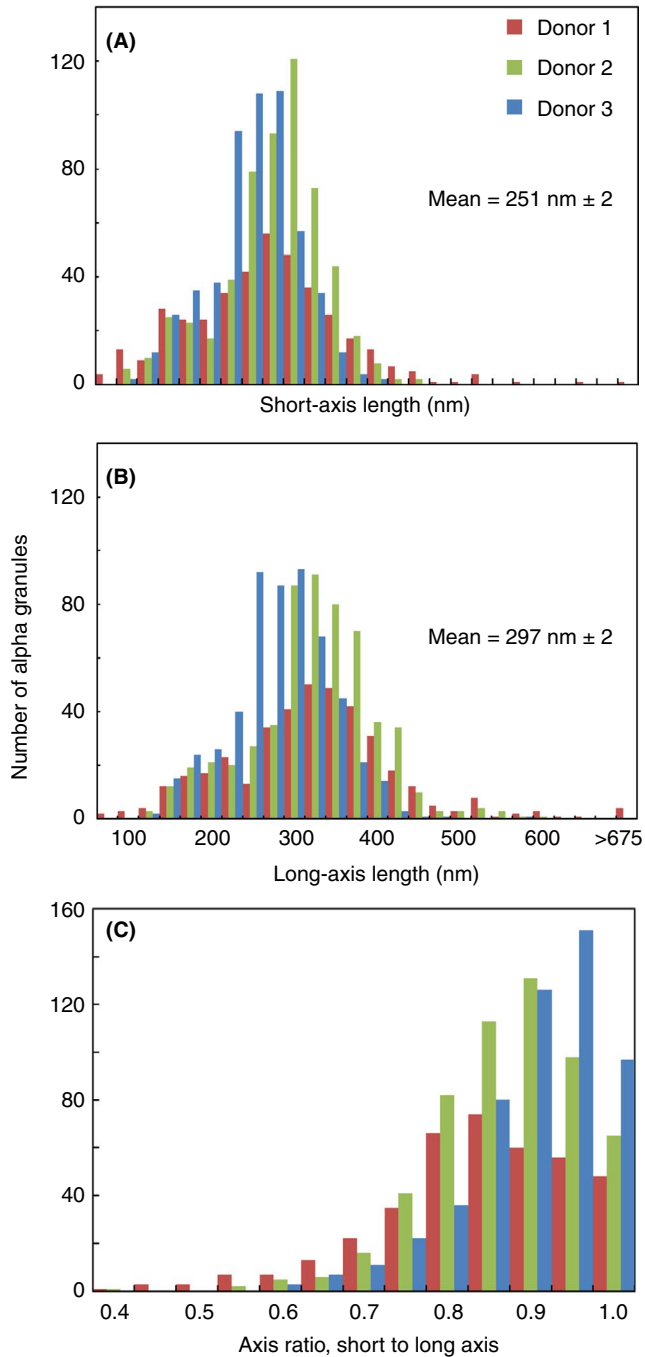 (A)
Donor 1
Donor 2
Donor 3
Mean = 251 nm ± 2
120
80
40
0
Short-axis length (nm)
(B)
Mean = 297 nm ± 2
120
80
40
0
100 200 300 400 500 600 >675
Long-axis length (nm)
Number of alpha granules
(C)
160
120
80
40
0
0.4 0.5 0.6 0.7 0.8 0.9 1.0
Axis ratio, short to long axis